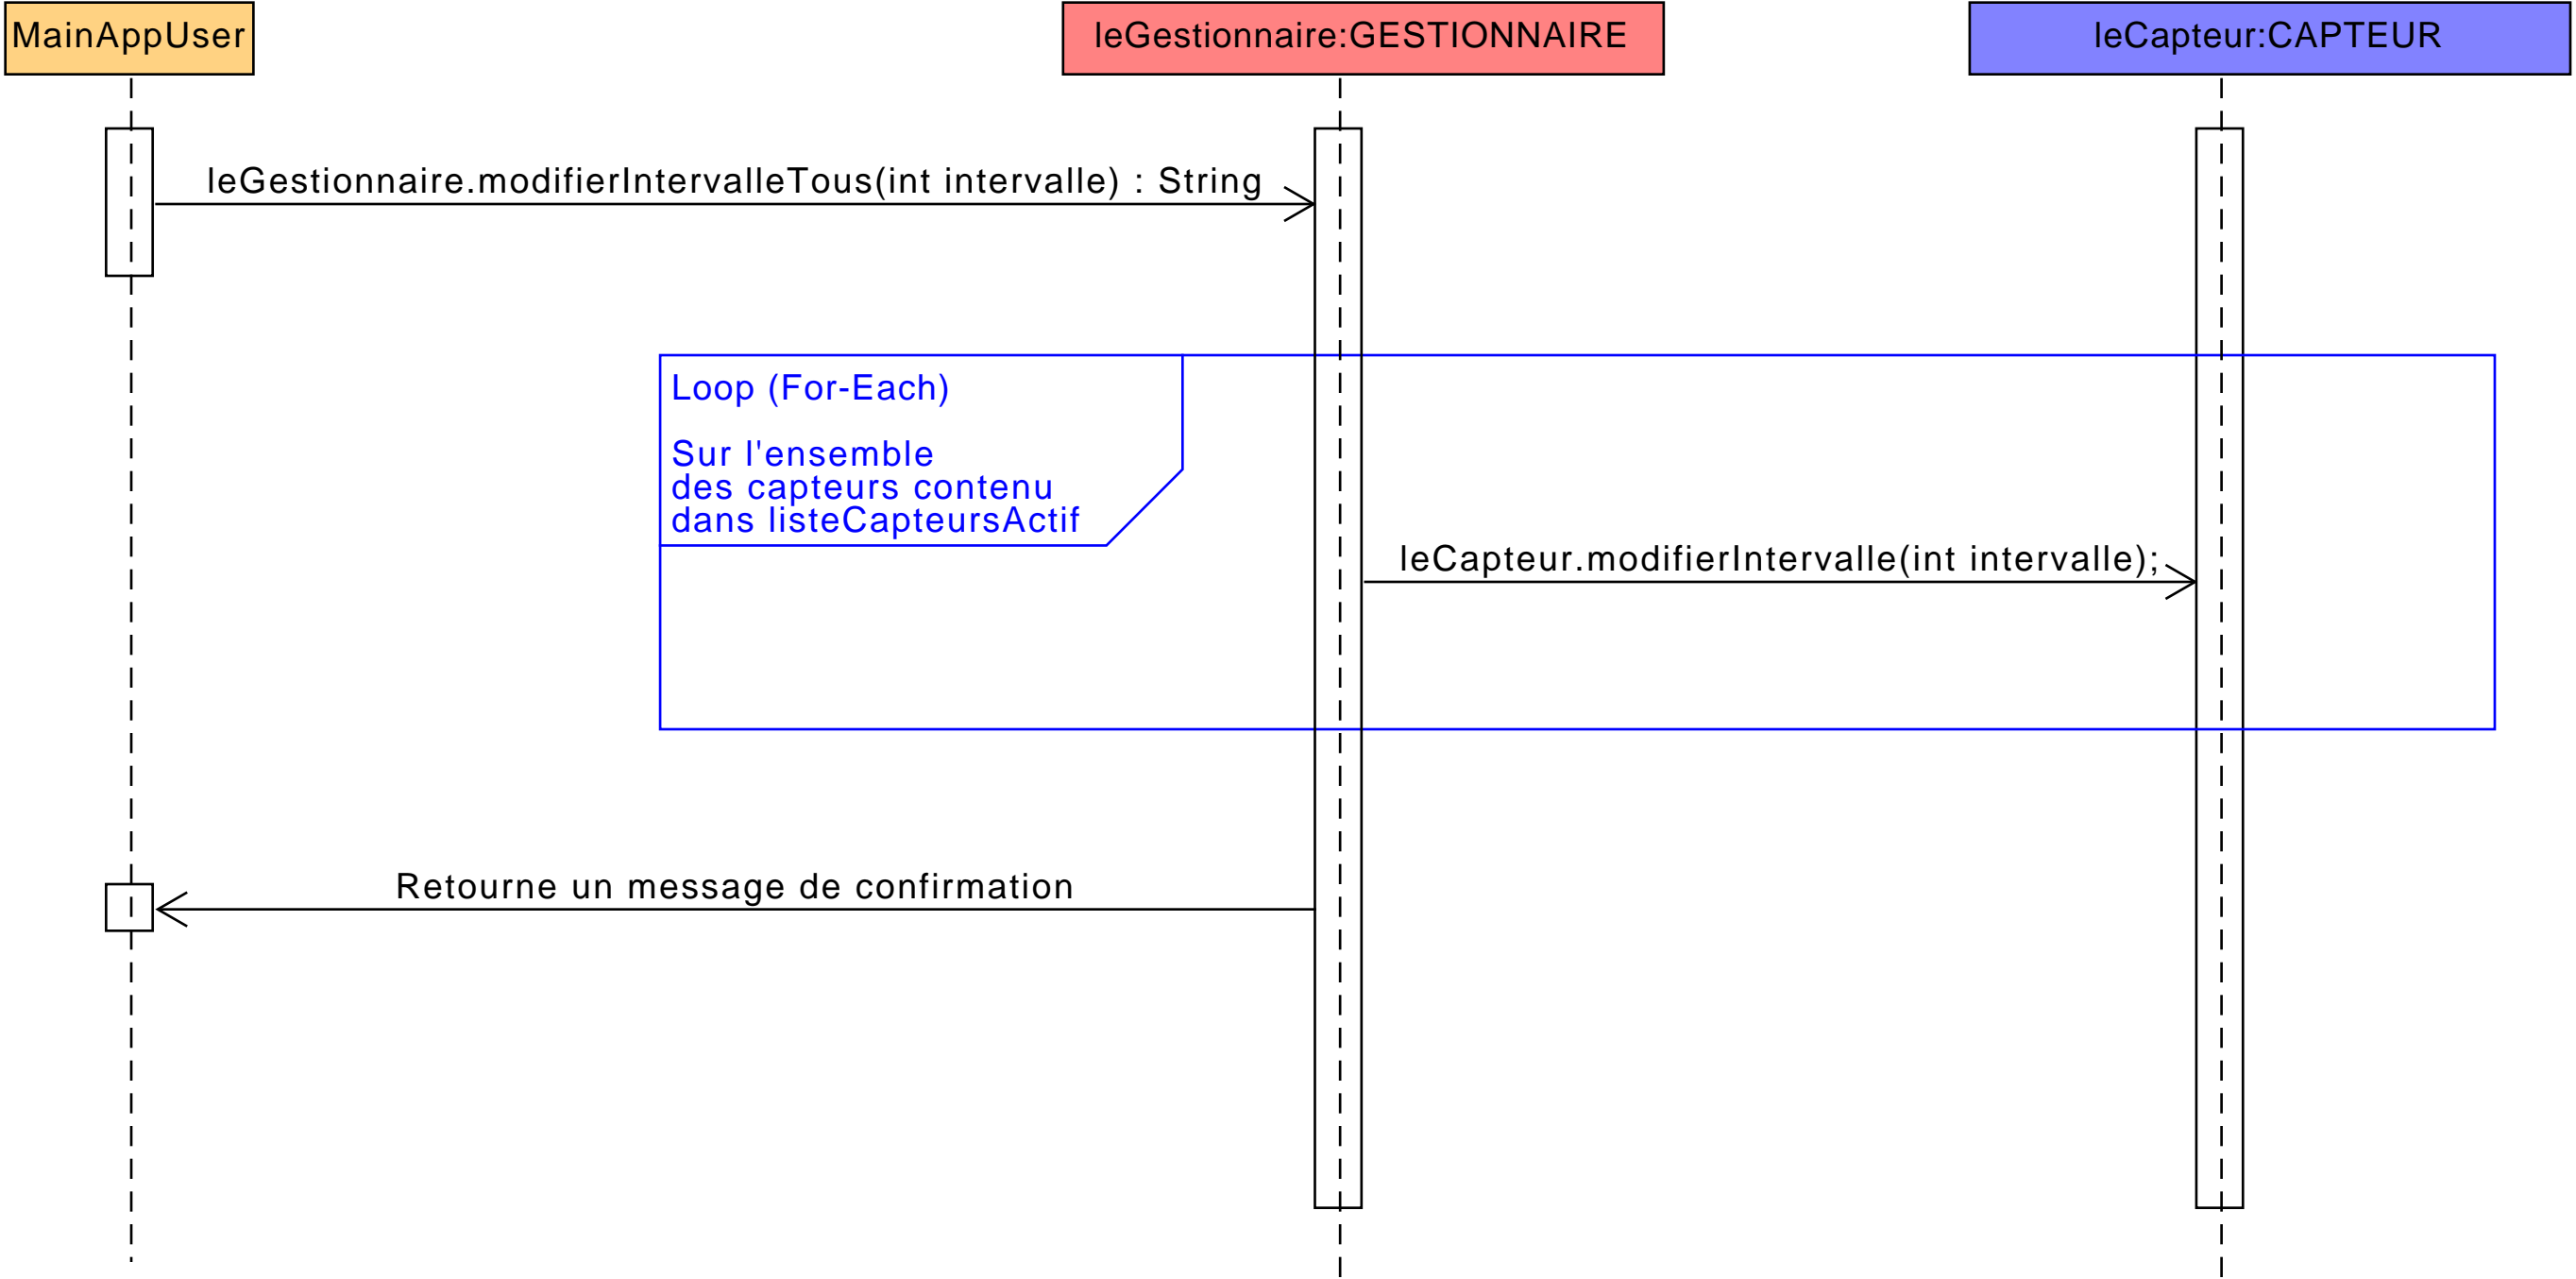 MainAppUser
leGestionnaire:GESTIONNAIRE
leCapteur:CAPTEUR
leGestionnaire.modifierIntervalleTous(int intervalle) : String
Loop (For-Each)
Sur l'ensemble
des capteurs contenu
dans listeCapteursActif
leCapteur.modifierIntervalle(int intervalle);
Retourne un message de confirmation